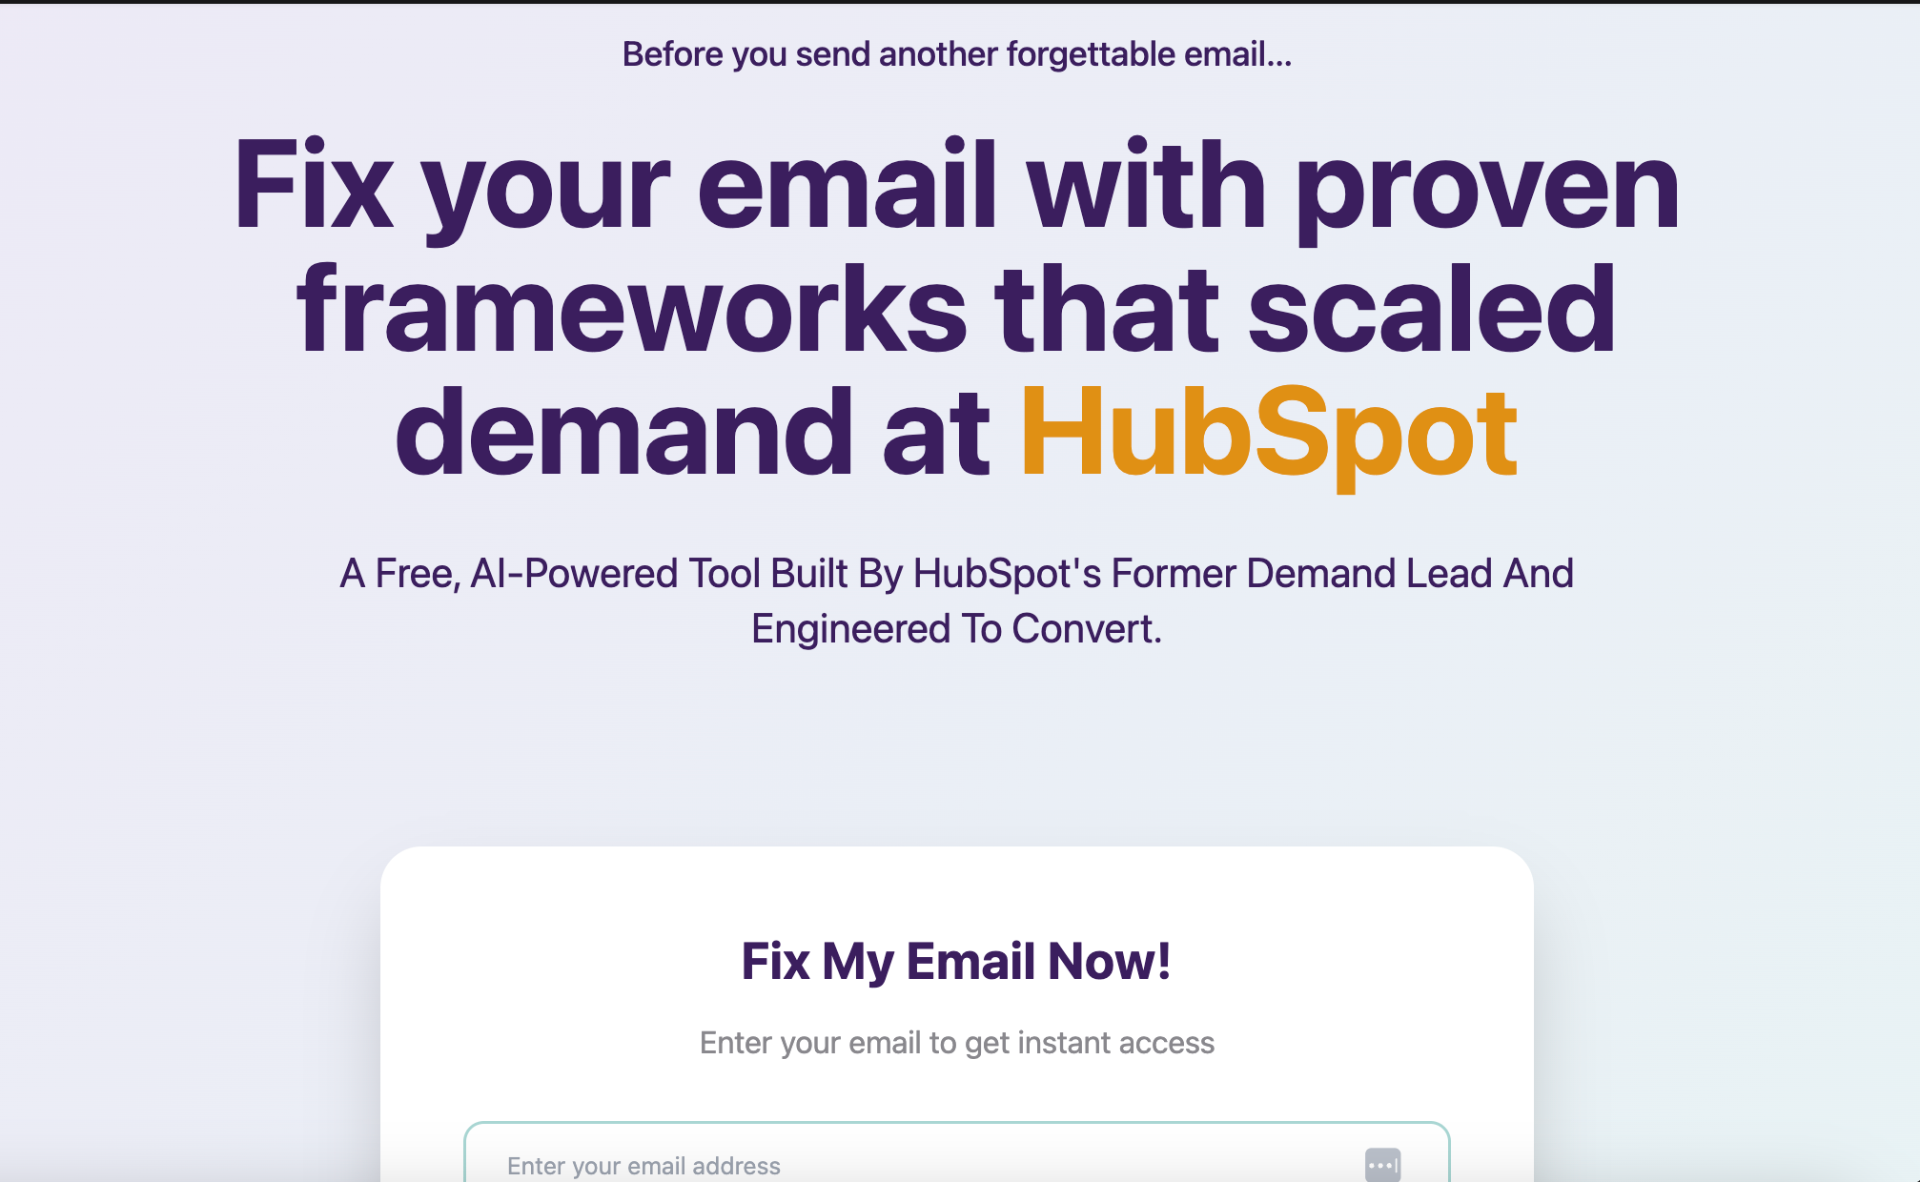 Before you send another forgettable email...
Fix your email with proven
frameworks that scaled
demand at HubSpot
A Free, AI-Powered Tool Built By HubSpot's Former Demand Lead And
Engineered To Convert.
Fix My Email Now!
Enter your email to get instant access
Enter your email address